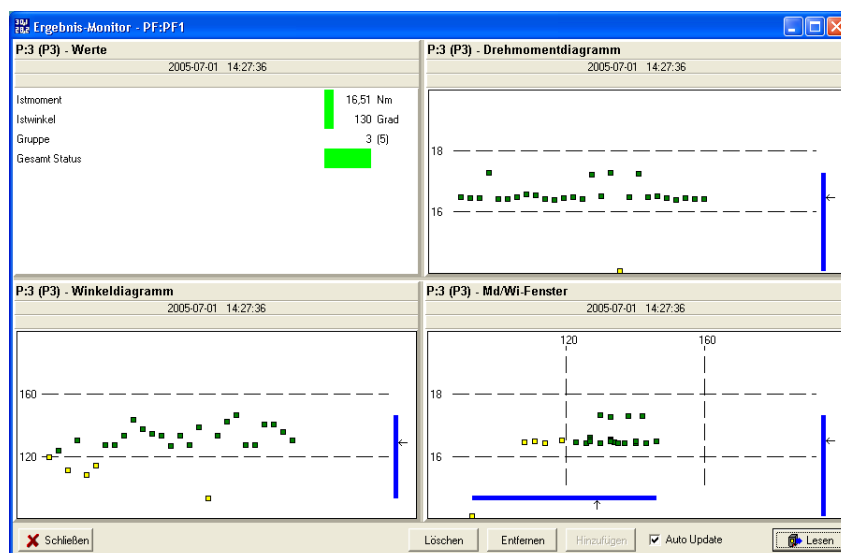 Ergebnis-Monitor - PF:PF1
P:3 (P3) - Werte
2005-07-01 14:27:36
Istmoment 16,51 Nm
Istwinkel 130 Grad
Gruppe 3 (5)
Gesamt Status
P:3 (P3) - Drehmomentdiagramm
2005-07-01 14:27:36
18
16
P:3 (P3) - Winkeldiagramm
2005-07-01 14:27:36
160
120
P:3 (P3) - Md/Wi-Fenster
2005-07-01 14:27:36
120 160
18
16
Schließen Löschen Entfernen Hinzufügen Auto Update Lesen